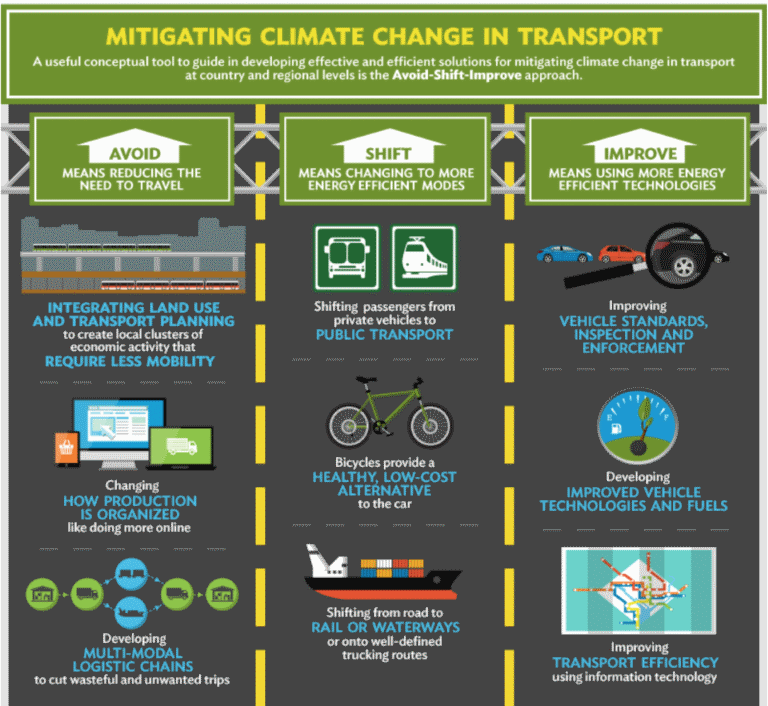 MITIGATING CLIMATE CHANGE IN TRANSPORT
A useful conceptual tool to guide in developing effective and efficient solutions for mitigating climate change in transport
at country and regional levels is the Avoid-Shift-Improve approach.
AVOID
MEANS REDUCING THE
NEED TO TRAVEL
INTEGRATING LAND USE
AND TRANSPORT PLANNING
to create local clusters of
economic activity that
REQUIRE LESS MOBILITY
Changing
HOW PRODUCTION
IS ORGANIZED
like doing more online
Developing
MULTI-MODAL
LOGISTIC CHAINS
to cut wasteful and unwanted trips
SHIFT
MEANS CHANGING TO MORE
ENERGY EFFICIENT MODES
Shifting passengers from
private vehicles to
PUBLIC TRANSPORT
Bicycles provide a
HEALTHY, LOW-COST
ALTERNATIVE
to the car
Shifting from road to
RAIL OR WATERWAYS
or onto well-defined
trucking routes
IMPROVE
MEANS USING MORE ENERGY
EFFICIENT TECHNOLOGIES
Improving
VEHICLE STANDARDS,
INSPECTION AND
ENFORCEMENT
Developing
IMPROVED VEHICLE
TECHNOLOGIES AND FUELS
Improving
TRANSPORT EFFICIENCY
using information technology